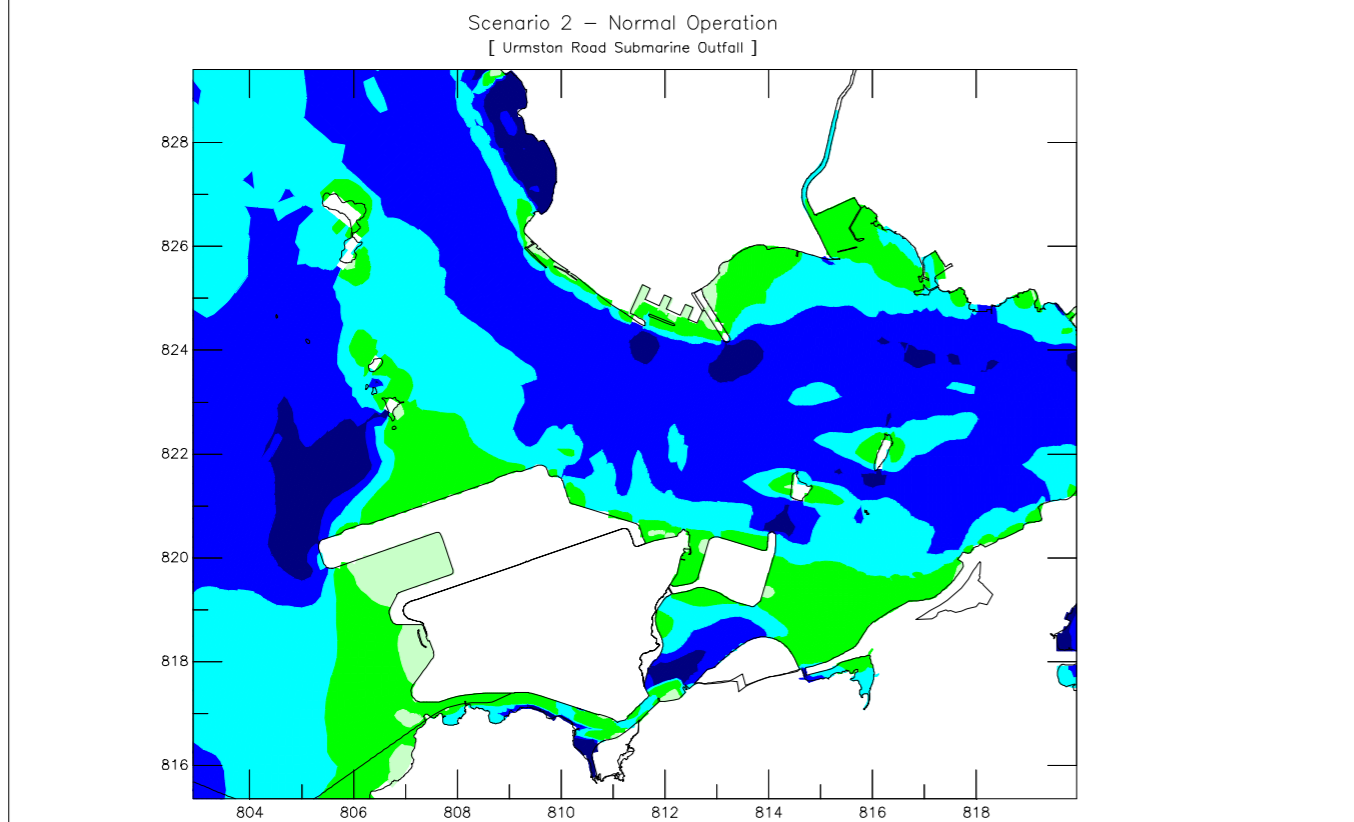 Scenario 2 – Normal Operation
[ Urmston Road Submarine Outfall ]
828
826
824
822
820
818
816
804 806 808 810 812 814 816 818